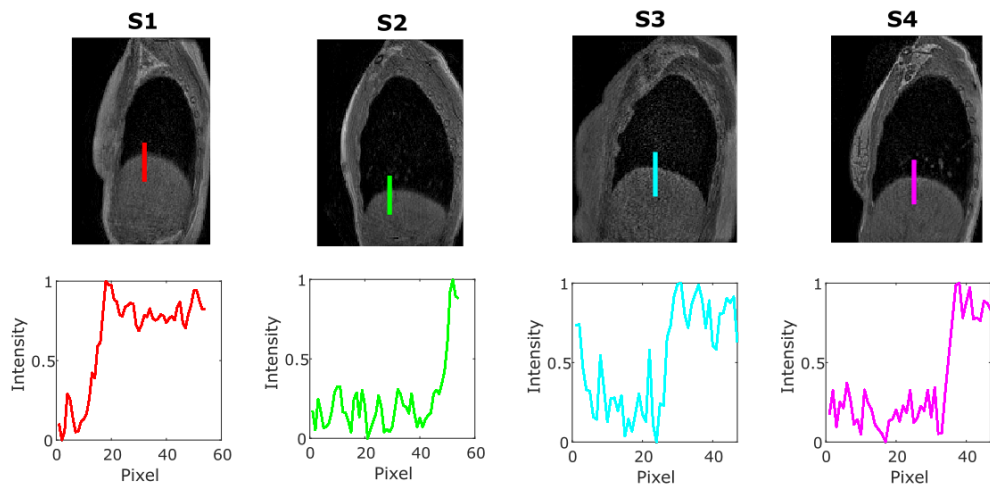 S1 S2 S3 S4
1 1 1 1
Intensity Intensity Intensity Intensity
0.5 0.5 0.5 0.5
0 0 0 0
0 20 40 60 0 20 40 60 0 20 40 0 20 40
Pixel Pixel Pixel Pixel